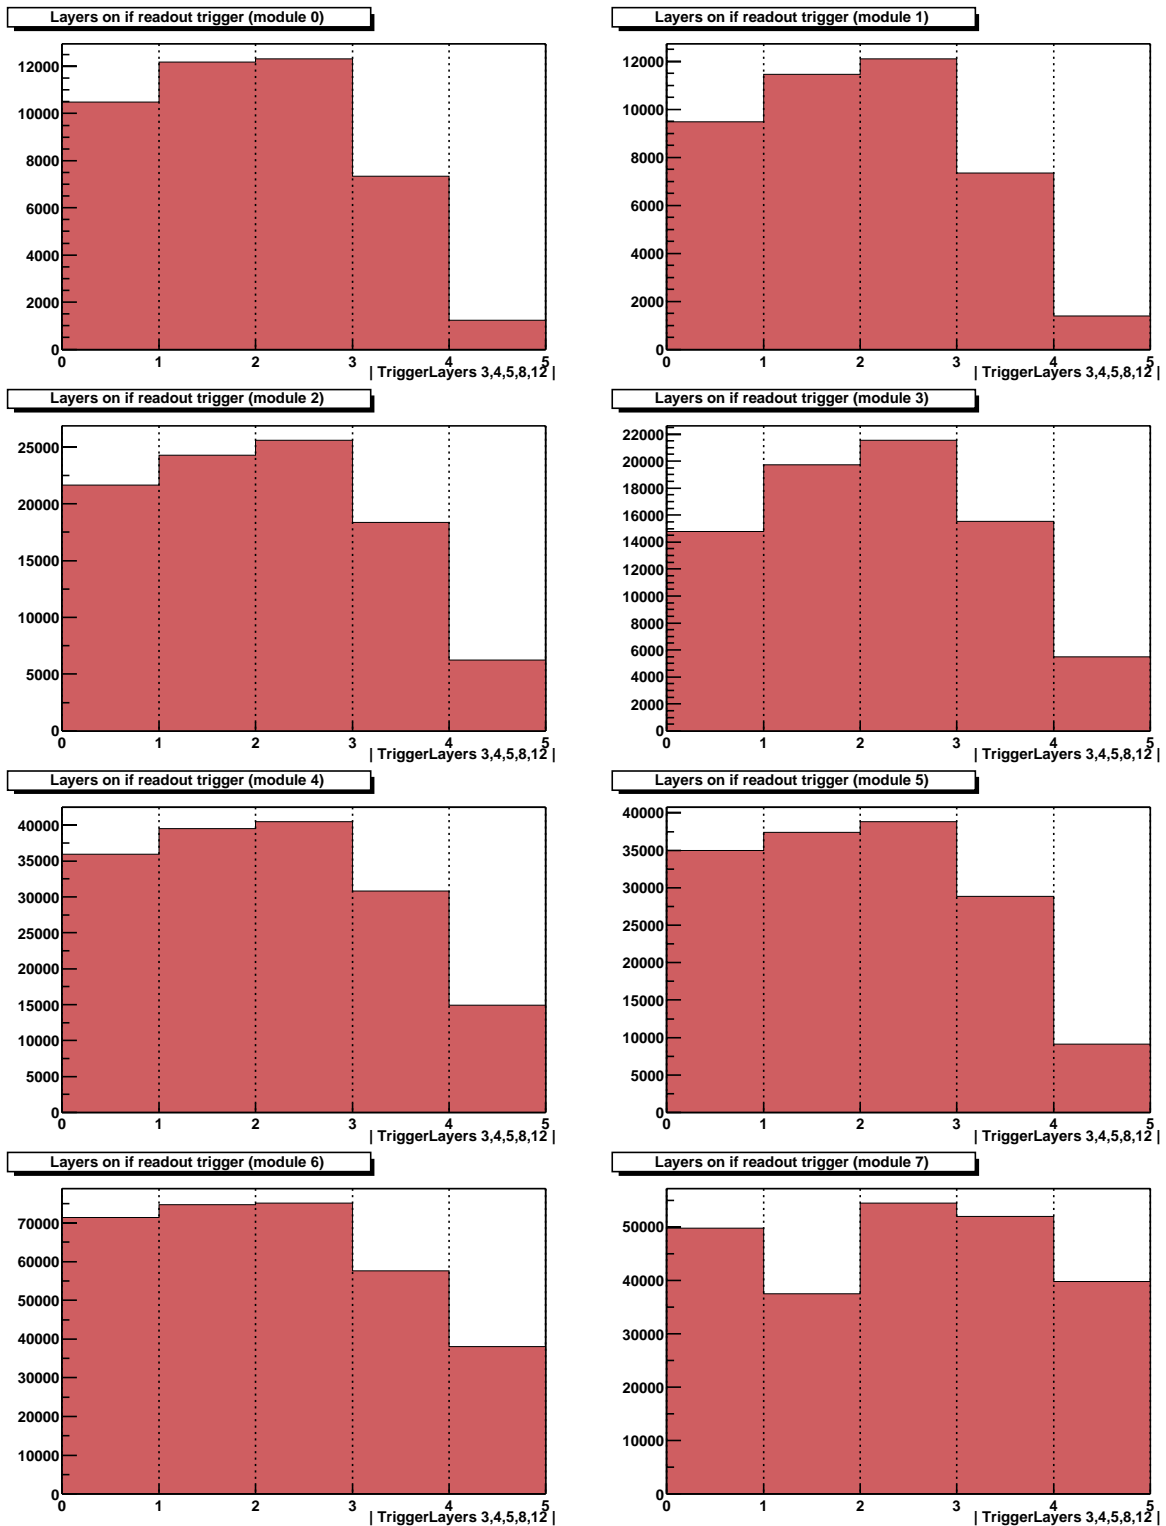 Layers on if readout trigger (module 0)
12000
10000
8000
6000
4000
2000
0
0 1 2 3 4 5
| TriggerLayers 3,4,5,8,12 |
Layers on if readout trigger (module 1)
12000
10000
8000
6000
4000
2000
0
0 1 2 3 4 5
| TriggerLayers 3,4,5,8,12 |
Layers on if readout trigger (module 2)
25000
20000
15000
10000
5000
0
0 1 2 3 4 5
| TriggerLayers 3,4,5,8,12 |
Layers on if readout trigger (module 3)
22000
20000
18000
16000
14000
12000
10000
8000
6000
4000
2000
0
0 1 2 3 4 5
| TriggerLayers 3,4,5,8,12 |
Layers on if readout trigger (module 4)
40000
35000
30000
25000
20000
15000
10000
5000
0
0 1 2 3 4 5
| TriggerLayers 3,4,5,8,12 |
Layers on if readout trigger (module 5)
40000
35000
30000
25000
20000
15000
10000
5000
0
0 1 2 3 4 5
| TriggerLayers 3,4,5,8,12 |
Layers on if readout trigger (module 6)
70000
60000
50000
40000
30000
20000
10000
0
0 1 2 3 4 5
| TriggerLayers 3,4,5,8,12 |
Layers on if readout trigger (module 7)
50000
40000
30000
20000
10000
0
0 1 2 3 4 5
| TriggerLayers 3,4,5,8,12 |